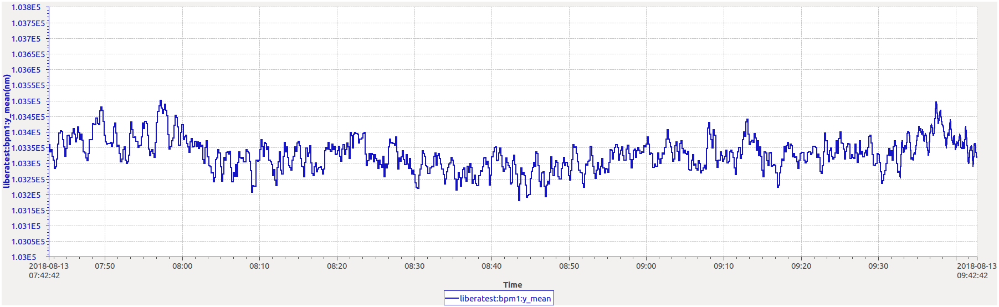 1.038E5
1.0375E5
1.037E5
1.0365E5
1.036E5
1.0355E5
1.035E5
1.0345E5
1.034E5
1.0335E5
1.033E5
1.0325E5
1.032E5
1.0315E5
1.031E5
1.0305E5
1.03E5
liberatest:bpm1:y_mean(nm)
2018-08-13 07:50 08:00 08:10 08:20 08:30 08:40 08:50 09:00 09:10 09:20 09:30 2018-08-13
07:42:42 09:42:42
Time
liberatest:bpm1:y_mean